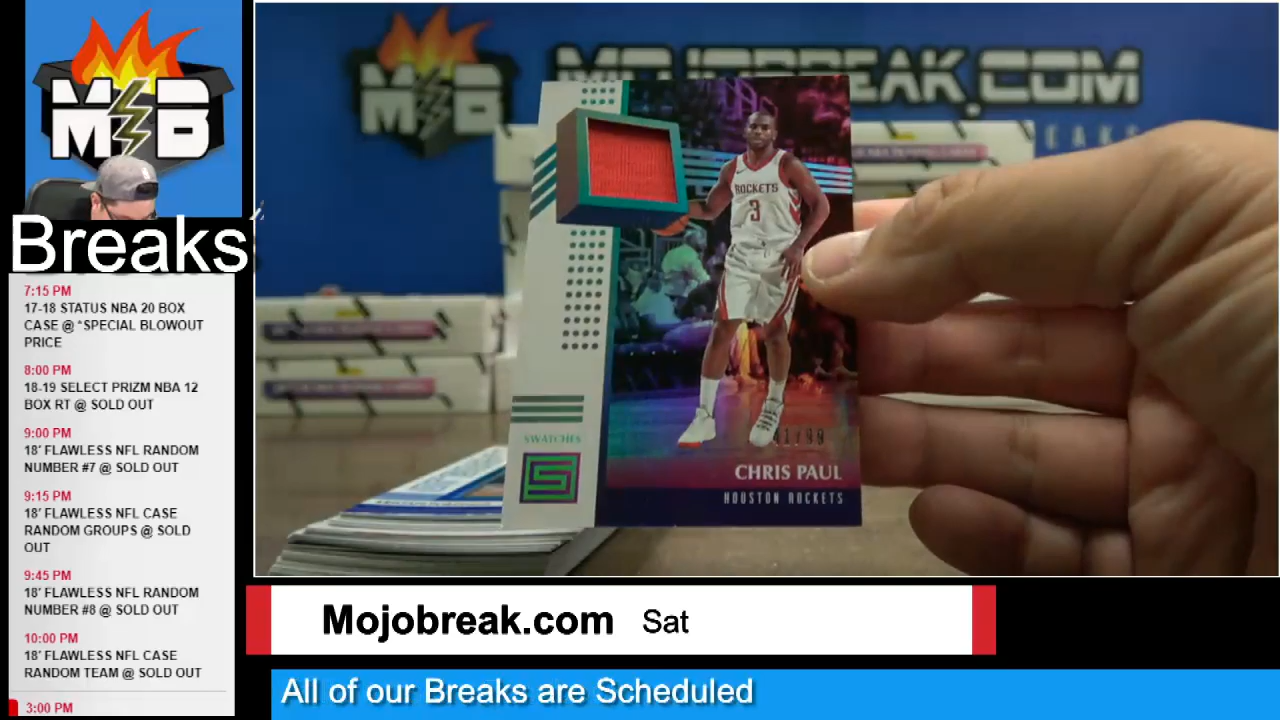 M B
Breaks
7:15 PM
17-18 STATUS NBA 20 BOX
CASE @ *SPECIAL BLOWOUT
PRICE
8:00 PM
18-19 SELECT PRIZM NBA 12
BOX RT @ SOLD OUT
9:00 PM
18' FLAWLESS NFL RANDOM
NUMBER #7 @ SOLD OUT
9:15 PM
18' FLAWLESS NFL CASE
RANDOM GROUPS @ SOLD
OUT
9:45 PM
18' FLAWLESS NFL RANDOM
NUMBER #8 @ SOLD OUT
10:00 PM
18' FLAWLESS NFL CASE
RANDOM TEAM @ SOLD OUT
3:00 PM
M B MOJOBREAK.COM
EAKS
ROCKETS
3
SWATCHES
S
CHRIS PAUL
HOUSTON ROCKETS
Mojobreak.com Sat
All of our Breaks are Scheduled